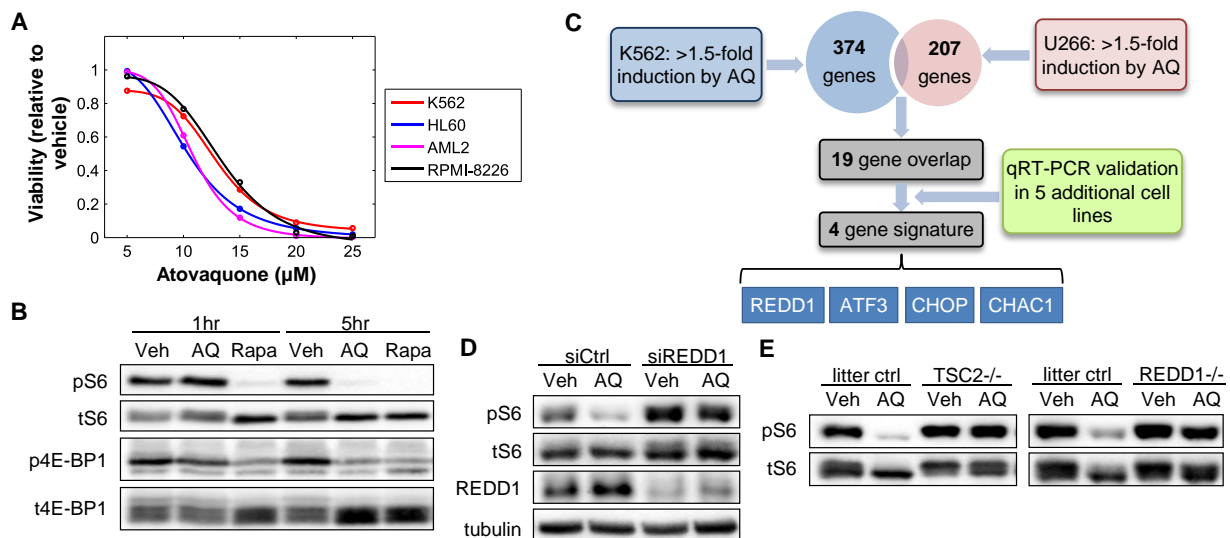 A
Viability (relative to
vehicle)
1
0.8
0.6
0.4
0.2
0
5 10 15 20 25
Atovaquone (µM)
K562
HL60
AML2
RPMI-8226
B
1hr 5hr
Veh AQ Rapa Veh AQ Rapa
pS6
tS6
p4E-BP1
t4E-BP1
C
K562: >1.5-fold
induction by AQ
374
genes
207
genes
U266: >1.5-fold
induction by AQ
19 gene overlap
qRT-PCR validation
in 5 additional cell
lines
4 gene signature
REDD1 ATF3 CHOP CHAC1
D
siCtrl siREDD1
Veh AQ Veh AQ
pS6
tS6
REDD1
tubulin
E
litter ctrl TSC2-/- litter ctrl REDD1-/-
Veh AQ Veh AQ Veh AQ Veh AQ
pS6
tS6